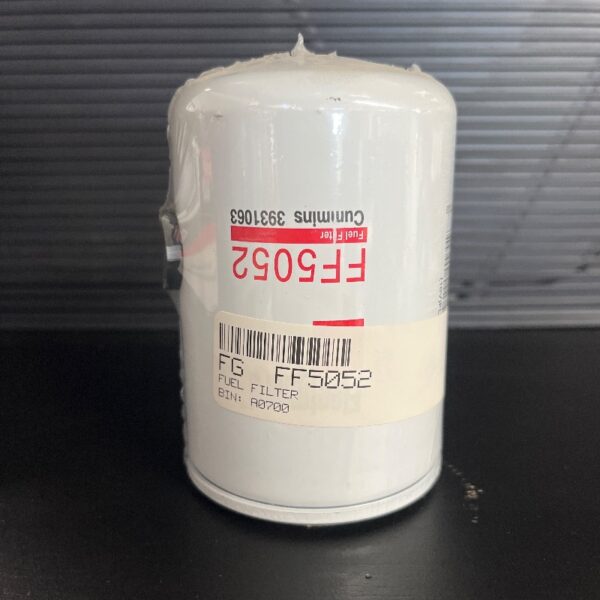 FF5052
Fuel Filter
Cummins 3931063
FG FF5052
FUEL FILTER
BIN: A0700